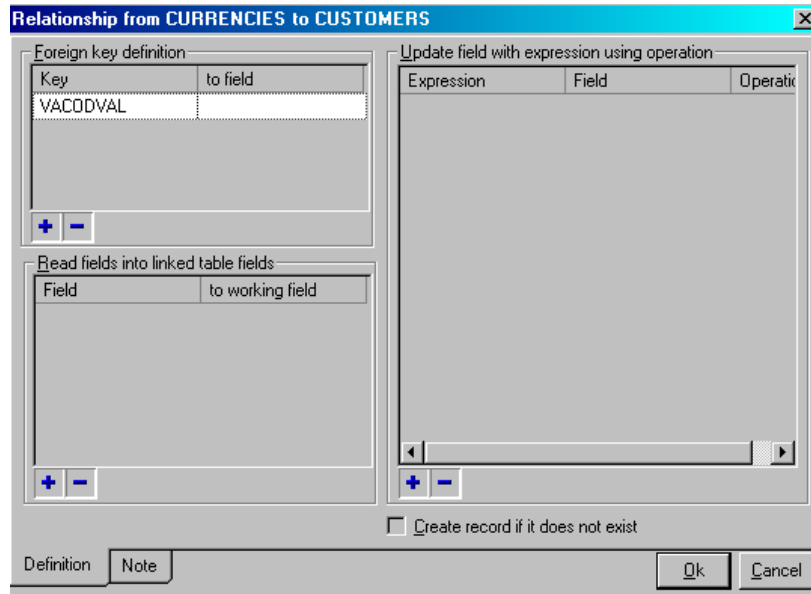 Relationship from CURRENCIES to CUSTOMERS
Foreign key definition
Key to field
VACODVAL
Read fields into linked table fields
Field to working field
Update field with expression using operation
Expression Field Operatio
Create record if it does not exist
Definition Note
Ok Cancel